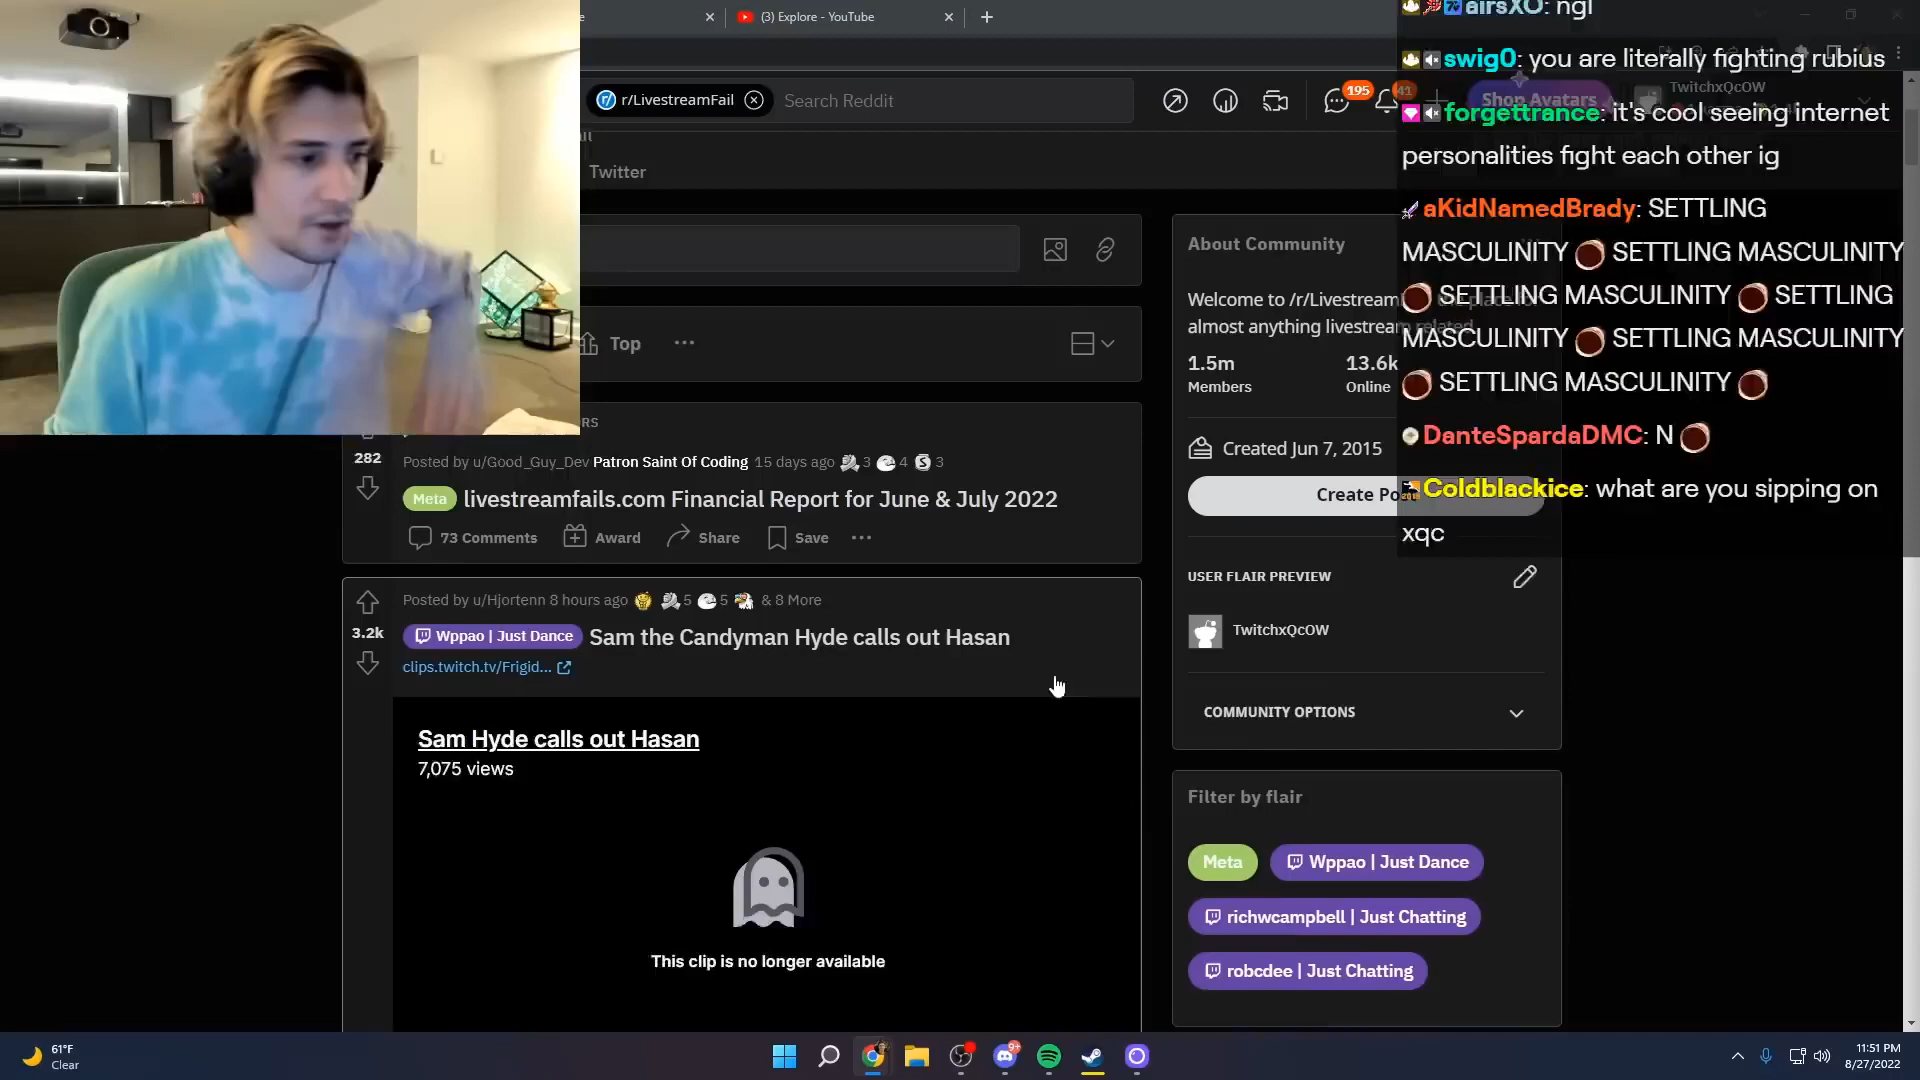 (3) Explore - YouTube
airsXO: ngl
swig0: you are literally fighting rubius
r/LivestreamFail
Search Reddit
195
41
Shop Avatars
TwitchxQcOW
forgettrance: it's cool seeing internet
personalities fight each other ig
Twitter
aKidNamedBrady: SETTLING
MASCULINITY SETTLING MASCULINITY
SETTLING MASCULINITY SETTLING
MASCULINITY SETTLING MASCULINITY
SETTLING MASCULINITY
DanteSpardaDMC: N
Coldblackice: what are you sipping on
xqc
About Community
Welcome to /r/Livestream
almost anything livestream related
1.5m
Members
13.6k
Online
Created Jun 7, 2015
Create Po
USER FLAIR PREVIEW
TwitchxQcOW
COMMUNITY OPTIONS
Filter by flair
Meta
Wppao | Just Dance
richwcampbell | Just Chatting
robcdee | Just Chatting
Top
282
Posted by u/Good_Guy_Dev Patron Saint Of Coding 15 days ago 3 4 3
Meta livestreamfails.com Financial Report for June & July 2022
73 Comments Award Share Save
3.2k
Posted by u/Hjortenn 8 hours ago 5 5 & 8 More
Wppao | Just Dance Sam the Candyman Hyde calls out Hasan
clips.twitch.tv/Frigid...
Sam Hyde calls out Hasan
7,075 views
This clip is no longer available
61°F
Clear
9+
11:51 PM
8/27/2022